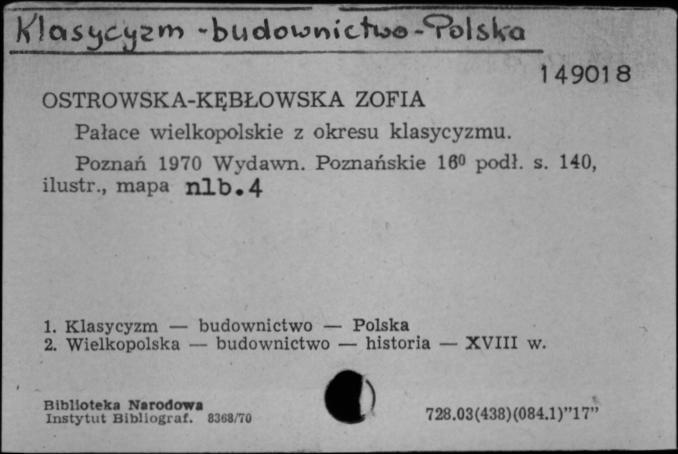 Klasycyzm - budownictwo - Polska
149018
OSTROWSKA-KĘBŁOWSKA ZOFIA
Pałace wielkopolskie z okresu klasycyzmu.
Poznań 1970 Wydawn. Poznańskie 16⁰ podł. s. 140,
ilustr., mapa nlb.4
1. Klasycyzm — budownictwo — Polska
2. Wielkopolska — budownictwo — historia — XVIII w.
Biblioteka Narodowa
Instytut Bibliograf. 8368/70
728.03(438)(084.1)”17”